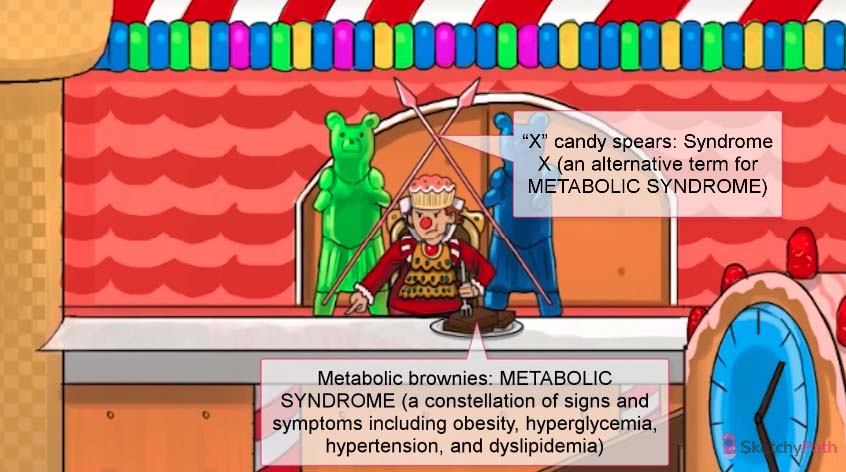 “X” candy spears: Syndrome
X (an alternative term for
METABOLIC SYNDROME)
Metabolic brownies: METABOLIC
SYNDROME (a constellation of signs and
symptoms including obesity, hyperglycemia,
hypertension, and dyslipidemia)
SketchyPath